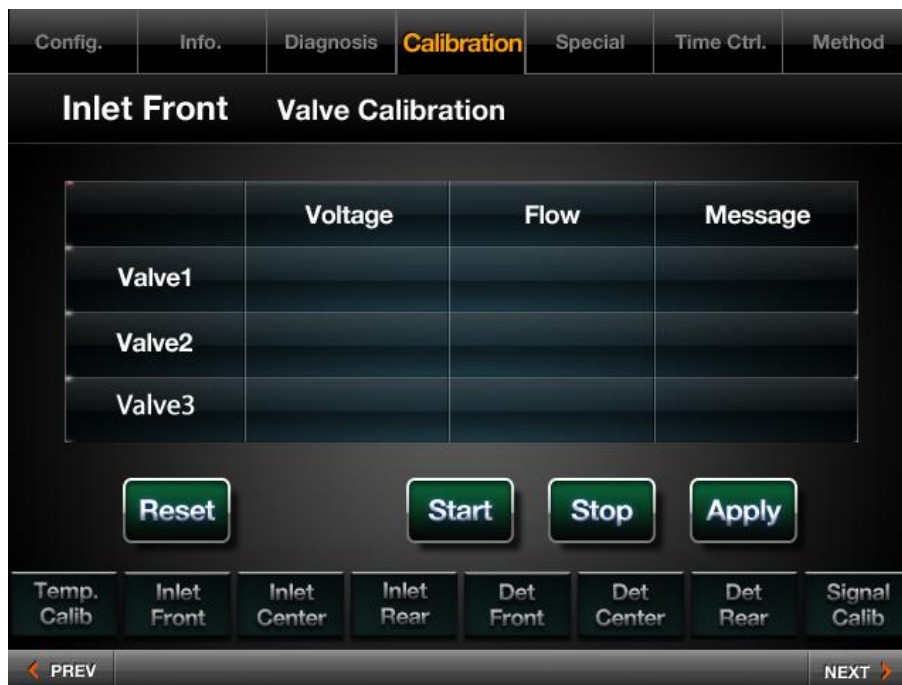 Config. Info. Diagnosis Calibration Special Time Ctrl. Method
Inlet Front Valve Calibration
Voltage Flow Message
Valve1
Valve2
Valve3
Reset Start Stop Apply
Temp. Calib Inlet Front Inlet Center Inlet Rear Det Front Det Center Det Rear Signal Calib
PREV NEXT